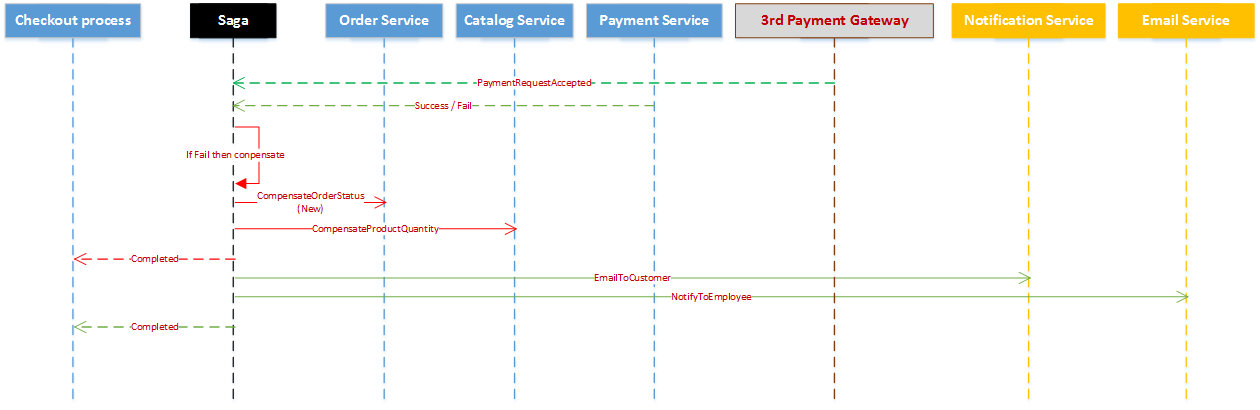 Checkout process
Saga
Order Service
Catalog Service
Payment Service
3rd Payment Gateway
Notification Service
Email Service
PaymentRequestAccepted
Success / Fail
If Fail then conpensate
CompensateOrderStatus
(New)
CompensateProductQuantity
Completed
EmailToCustomer
NotifyToEmployee
Completed